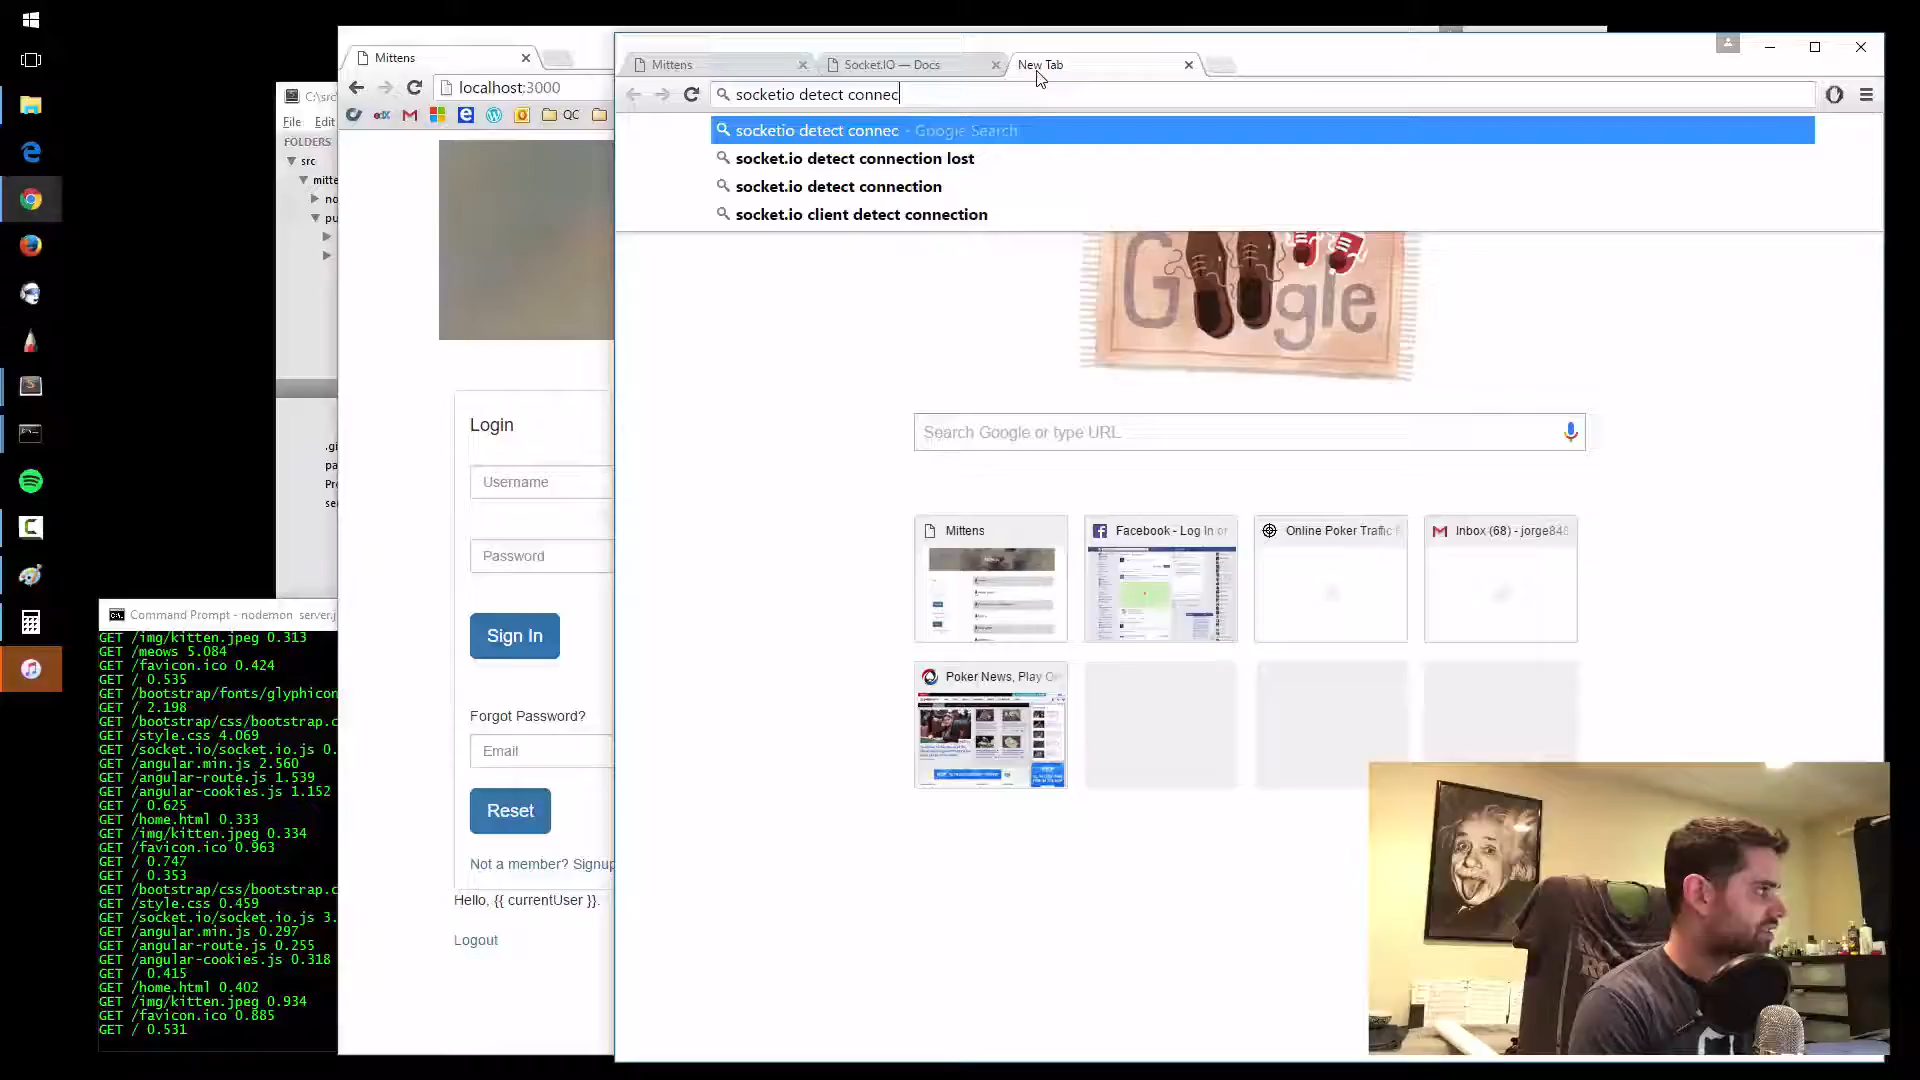 Mittens
localhost:3000
edX
QC
C:\src
File Edit
FOLDERS
src
Mittens
Socket.IO — Docs
New Tab
socketio detect connec
socketio detect connec - Google Search
socket.io detect connection lost
socket.io detect connection
socket.io client detect connection
Google
Search Google or type URL
Mittens
Facebook - Log In or
Online Poker Traffic
Inbox (68) - jorge848
Poker News, Play On
Login
Username
Password
Sign In
Forgot Password?
Email
Reset
Not a member? Signup
Hello, {{ currentUser }}.
Logout
Command Prompt - nodemon server.j
GET /img/kitten.jpeg 0.313
GET /meows 5.084
GET /favicon.ico 0.424
GET / 0.535
GET /bootstrap/fonts/glyphicon
GET / 2.198
GET /bootstrap/css/bootstrap.c
GET /style.css 4.069
GET /socket.io/socket.io.js 0.
GET /angular.min.js 2.560
GET /angular-route.js 1.539
GET /angular-cookies.js 1.152
GET / 0.625
GET /home.html 0.333
GET /img/kitten.jpeg 0.334
GET /favicon.ico 0.963
GET / 0.747
GET / 0.353
GET /bootstrap/css/bootstrap.c
GET /style.css 0.459
GET /socket.io/socket.io.js 3.
GET /angular.min.js 0.297
GET /angular-route.js 0.255
GET /angular-cookies.js 0.318
GET / 0.415
GET /home.html 0.402
GET /img/kitten.jpeg 0.934
GET /favicon.ico 0.885
GET / 0.531